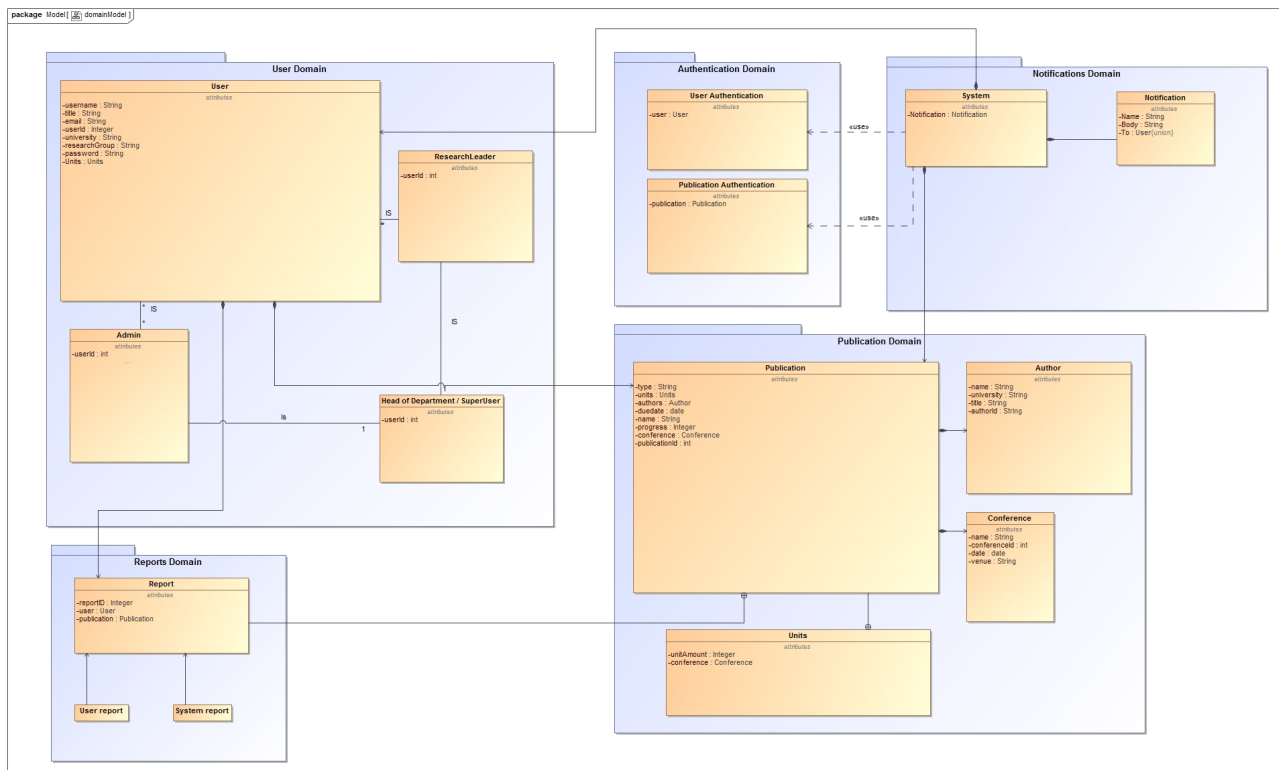 package Model[ domainModel ]
User Domain
User
attributes
-username : String
-title : String
-email : String
-userId : Integer
-university : String
-researchGroup : String
-password : String
-Units : Units
ResearchLeader
attributes
-userId : int
IS
*
*
IS
*
IS
Admin
attributes
-userId : int
...
Is
1
1
Head of Department / SuperUser
attributes
-userId : int
Authentication Domain
User Authentication
attributes
-user : User
Publication Authentication
attributes
-publication : Publication
«use»
«use»
Notifications Domain
System
attributes
-Notification : Notification
Notification
attributes
-Name : String
-Body : String
-To : User{union}
Publication Domain
Publication
attributes
-type : String
-units : Units
-authors : Author
-duedate : date
-name : String
-progress : Integer
-conference : Conference
-publicationId : int
Author
attributes
-name : String
-university : String
-title : String
-authorId : String
Conference
attributes
-name : String
-conferenceId : int
-date : date
-venue : String
Units
attributes
-unitAmount : Integer
-conference : Conference
Reports Domain
Report
attributes
-reportID : Integer
-user : User
-publication : Publication
User report
System report